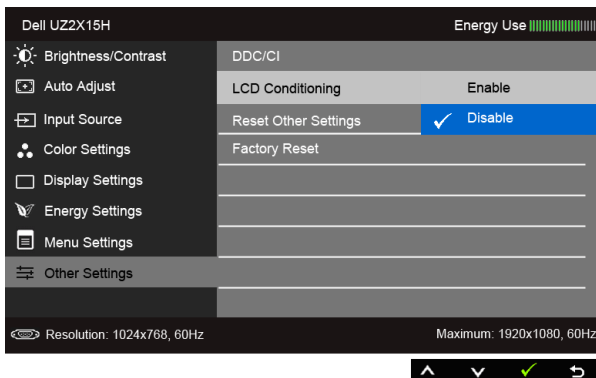 Dell UZ2X15H Energy Use
Brightness/Contrast DDC/CI
Auto Adjust LCD Conditioning Enable
Input Source Reset Other Settings Disable
Color Settings Factory Reset
Display Settings
Energy Settings
Menu Settings
Other Settings
Resolution: 1024x768, 60Hz Maximum: 1920x1080, 60Hz